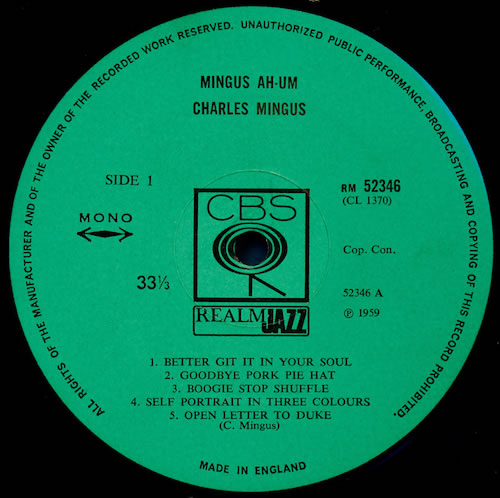 ALL RIGHTS OF THE MANUFACTURER AND OF THE OWNER OF THE RECORDED WORK RESERVED. UNAUTHORIZED PUBLIC PERFORMANCE, BROADCASTING AND COPYING OF THIS RECORD PROHIBITED.
MINGUS AH-UM
CHARLES MINGUS
SIDE 1
RM 52346
(CL 1370)
MONO
CBS
Cop. Con.
33⅓
52346 A
REALM JAZZ
℗ 1959
1. BETTER GIT IT IN YOUR SOUL
2. GOODBYE PORK PIE HAT
3. BOOGIE STOP SHUFFLE
4. SELF PORTRAIT IN THREE COLOURS
5. OPEN LETTER TO DUKE
(C. Mingus)
MADE IN ENGLAND